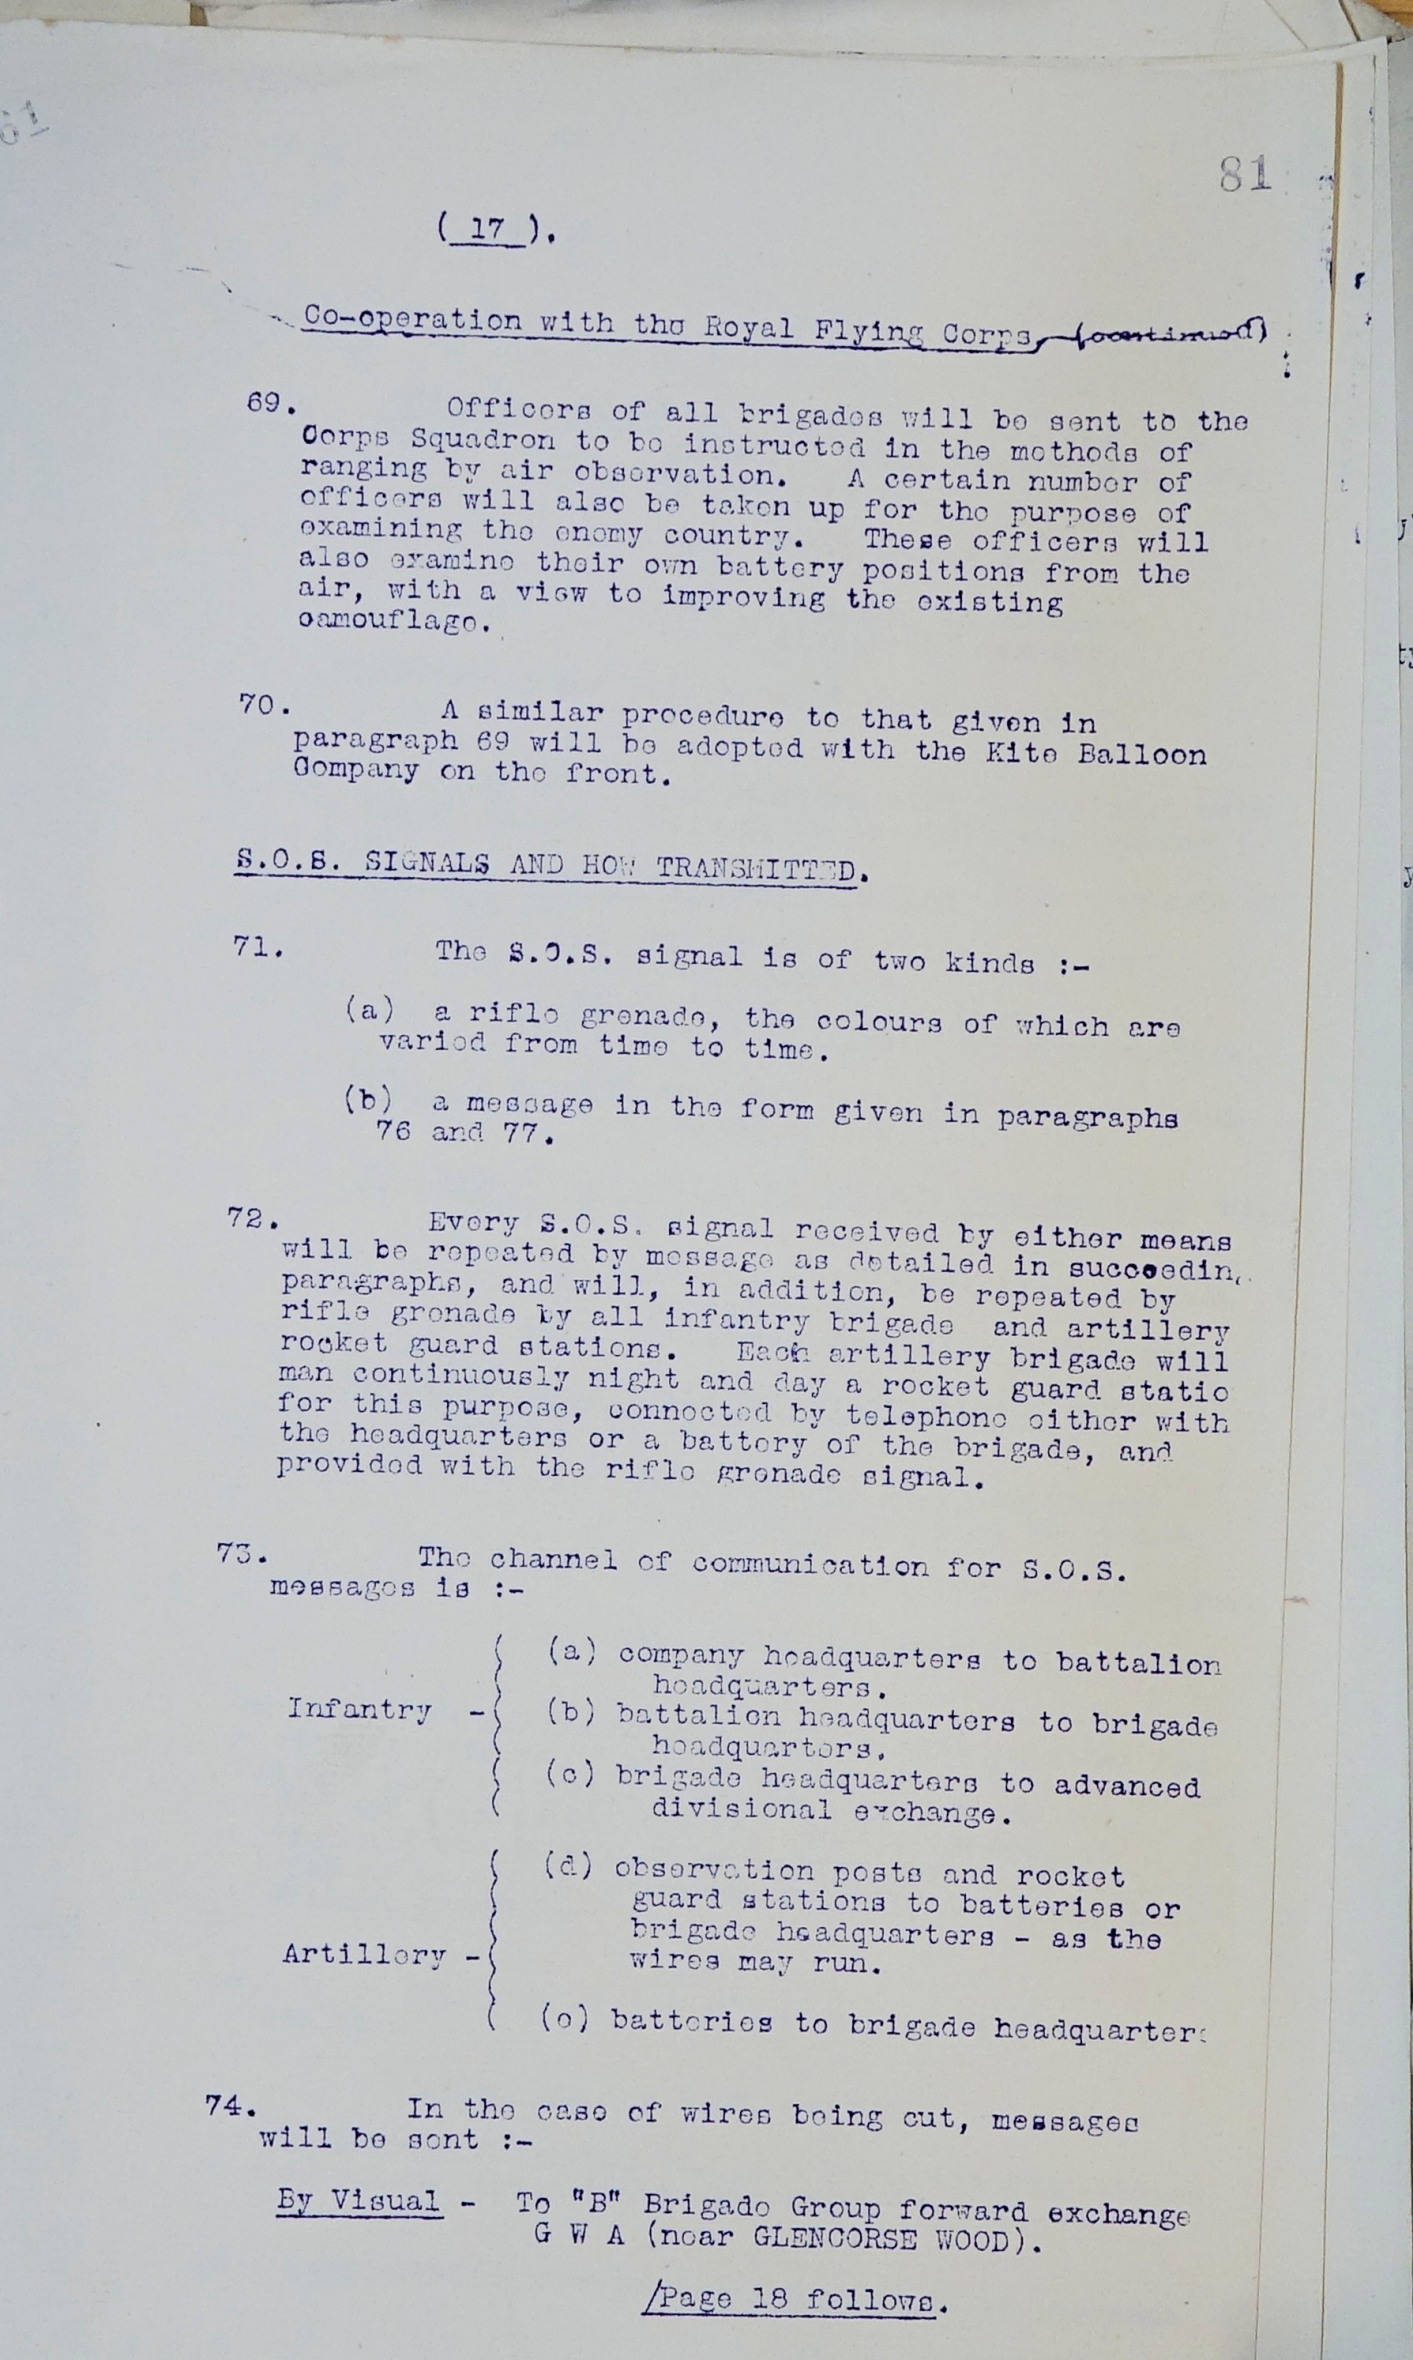 81
( 17 ).
Co-operation with the Royal Flying Corps, (continued)
69. Officers of all brigades will be sent to the
Corps Squadron to be instructed in the methods of
ranging by air observation. A certain number of
officers will also be taken up for the purpose of
examining the enemy country. These officers will
also examine their own battery positions from the
air, with a view to improving the existing
camouflage.
70. A similar procedure to that given in
paragraph 69 will be adopted with the Kite Balloon
Company on the front.
S.O.S. SIGNALS AND HOW TRANSMITTED.
71. The S.O.S. signal is of two kinds :-
(a) a rifle grenade, the colours of which are
varied from time to time.
(b) a message in the form given in paragraphs
76 and 77.
72. Every S.O.S. signal received by either means
will be repeated by message as detailed in succeedin
paragraphs, and will, in addition, be repeated by
rifle grenade by all infantry brigade and artillery
rocket guard stations. Each artillery brigade will
man continuously night and day a rocket guard statio
for this purpose, connected by telephone either with
the headquarters or a battery of the brigade, and
provided with the rifle grenade signal.
73. The channel of communication for S.O.S.
messages is :-
(a) company headquarters to battalion
headquarters.
Infantry - (b) battalion headquarters to brigade
headquarters.
(c) brigade headquarters to advanced
divisional exchange.
(d) observation posts and rocket
guard stations to batteries or
brigade headquarters - as the
Artillery - wires may run.
(e) batteries to brigade headquarters
74. In the case of wires being cut, messages
will be sent :-
By Visual - To "B" Brigade Group forward exchange
G W A (near GLENCORSE WOOD).
/Page 18 follows.